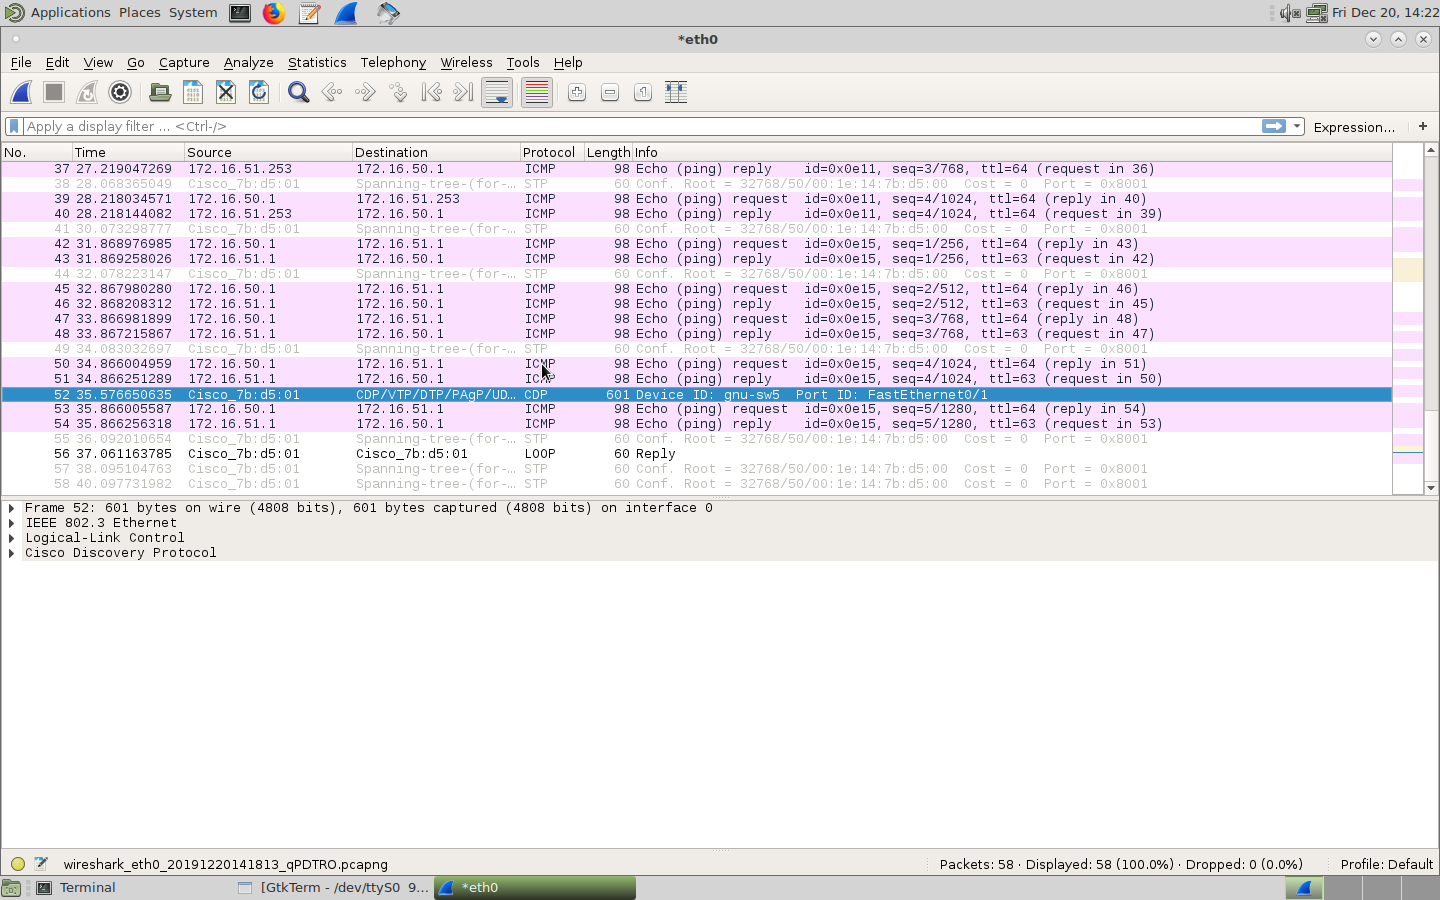 Applications Places System Fri Dec 20, 14:22
*eth0
File Edit View Go Capture Analyze Statistics Telephony Wireless Tools Help
Apply a display filter ... <Ctrl-/> Expression... +
No. Time Source Destination Protocol Length Info
37 27.219047269 172.16.51.253 172.16.50.1 ICMP 98 Echo (ping) reply id=0x0e11, seq=3/768, ttl=64 (request in 36)
38 28.068365049 Cisco_7b:d5:01 Spanning-tree-(for-… STP 60 Conf. Root = 32768/50/00:1e:14:7b:d5:00 Cost = 0 Port = 0x8001
39 28.218034571 172.16.50.1 172.16.51.253 ICMP 98 Echo (ping) request id=0x0e11, seq=4/1024, ttl=64 (reply in 40)
40 28.218144082 172.16.51.253 172.16.50.1 ICMP 98 Echo (ping) reply id=0x0e11, seq=4/1024, ttl=64 (request in 39)
41 30.073298777 Cisco_7b:d5:01 Spanning-tree-(for-… STP 60 Conf. Root = 32768/50/00:1e:14:7b:d5:00 Cost = 0 Port = 0x8001
42 31.868976985 172.16.50.1 172.16.51.1 ICMP 98 Echo (ping) request id=0x0e15, seq=1/256, ttl=64 (reply in 43)
43 31.869258026 172.16.51.1 172.16.50.1 ICMP 98 Echo (ping) reply id=0x0e15, seq=1/256, ttl=63 (request in 42)
44 32.078223147 Cisco_7b:d5:01 Spanning-tree-(for-… STP 60 Conf. Root = 32768/50/00:1e:14:7b:d5:00 Cost = 0 Port = 0x8001
45 32.867980280 172.16.50.1 172.16.51.1 ICMP 98 Echo (ping) request id=0x0e15, seq=2/512, ttl=64 (reply in 46)
46 32.868208312 172.16.51.1 172.16.50.1 ICMP 98 Echo (ping) reply id=0x0e15, seq=2/512, ttl=63 (request in 45)
47 33.866981899 172.16.50.1 172.16.51.1 ICMP 98 Echo (ping) request id=0x0e15, seq=3/768, ttl=64 (reply in 48)
48 33.867215867 172.16.51.1 172.16.50.1 ICMP 98 Echo (ping) reply id=0x0e15, seq=3/768, ttl=63 (request in 47)
49 34.083032697 Cisco_7b:d5:01 Spanning-tree-(for-… STP 60 Conf. Root = 32768/50/00:1e:14:7b:d5:00 Cost = 0 Port = 0x8001
50 34.866004959 172.16.50.1 172.16.51.1 ICMP 98 Echo (ping) request id=0x0e15, seq=4/1024, ttl=64 (reply in 51)
51 34.866251289 172.16.51.1 172.16.50.1 ICMP 98 Echo (ping) reply id=0x0e15, seq=4/1024, ttl=63 (request in 50)
52 35.576650635 Cisco_7b:d5:01 CDP/VTP/DTP/PAgP/UD… CDP 601 Device ID: gnu-sw5 Port ID: FastEthernet0/1
53 35.866005587 172.16.50.1 172.16.51.1 ICMP 98 Echo (ping) request id=0x0e15, seq=5/1280, ttl=64 (reply in 54)
54 35.866256318 172.16.51.1 172.16.50.1 ICMP 98 Echo (ping) reply id=0x0e15, seq=5/1280, ttl=63 (request in 53)
55 36.092010654 Cisco_7b:d5:01 Spanning-tree-(for-… STP 60 Conf. Root = 32768/50/00:1e:14:7b:d5:00 Cost = 0 Port = 0x8001
56 37.061163785 Cisco_7b:d5:01 Cisco_7b:d5:01 LOOP 60 Reply
57 38.095104763 Cisco_7b:d5:01 Spanning-tree-(for-… STP 60 Conf. Root = 32768/50/00:1e:14:7b:d5:00 Cost = 0 Port = 0x8001
58 40.097731982 Cisco_7b:d5:01 Spanning-tree-(for-… STP 60 Conf. Root = 32768/50/00:1e:14:7b:d5:00 Cost = 0 Port = 0x8001
Frame 52: 601 bytes on wire (4808 bits), 601 bytes captured (4808 bits) on interface 0
IEEE 802.3 Ethernet
Logical-Link Control
Cisco Discovery Protocol
wireshark_eth0_20191220141813_qPDTRO.pcapng Packets: 58 · Displayed: 58 (100.0%) · Dropped: 0 (0.0%) Profile: Default
Terminal [GtkTerm - /dev/ttyS0 9... *eth0